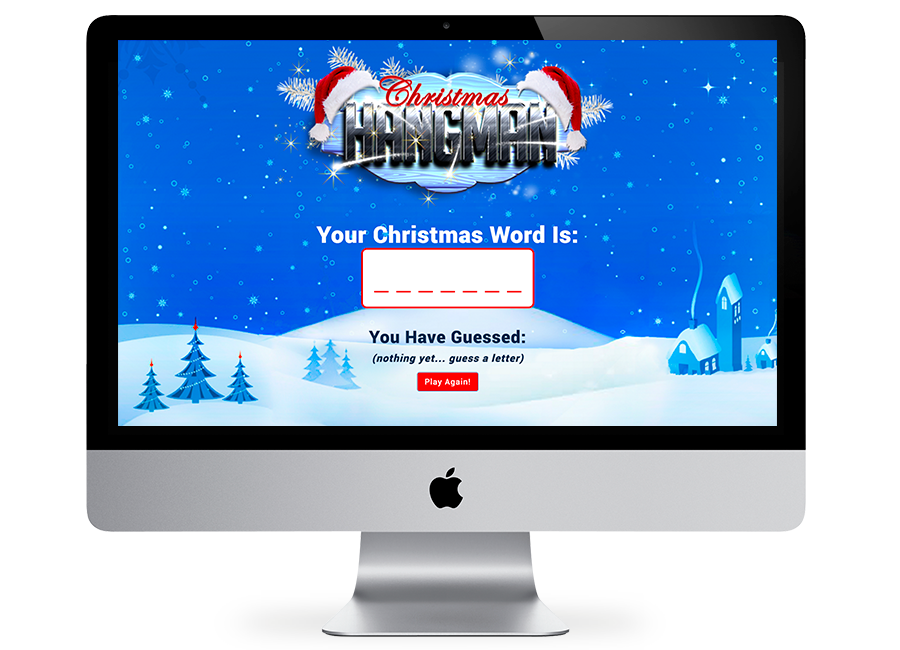 Christmas
HANGMAN
Your Christmas Word Is:
_ _ _ _ _ _ _
You Have Guessed:
(nothing yet... guess a letter)
Play Again!